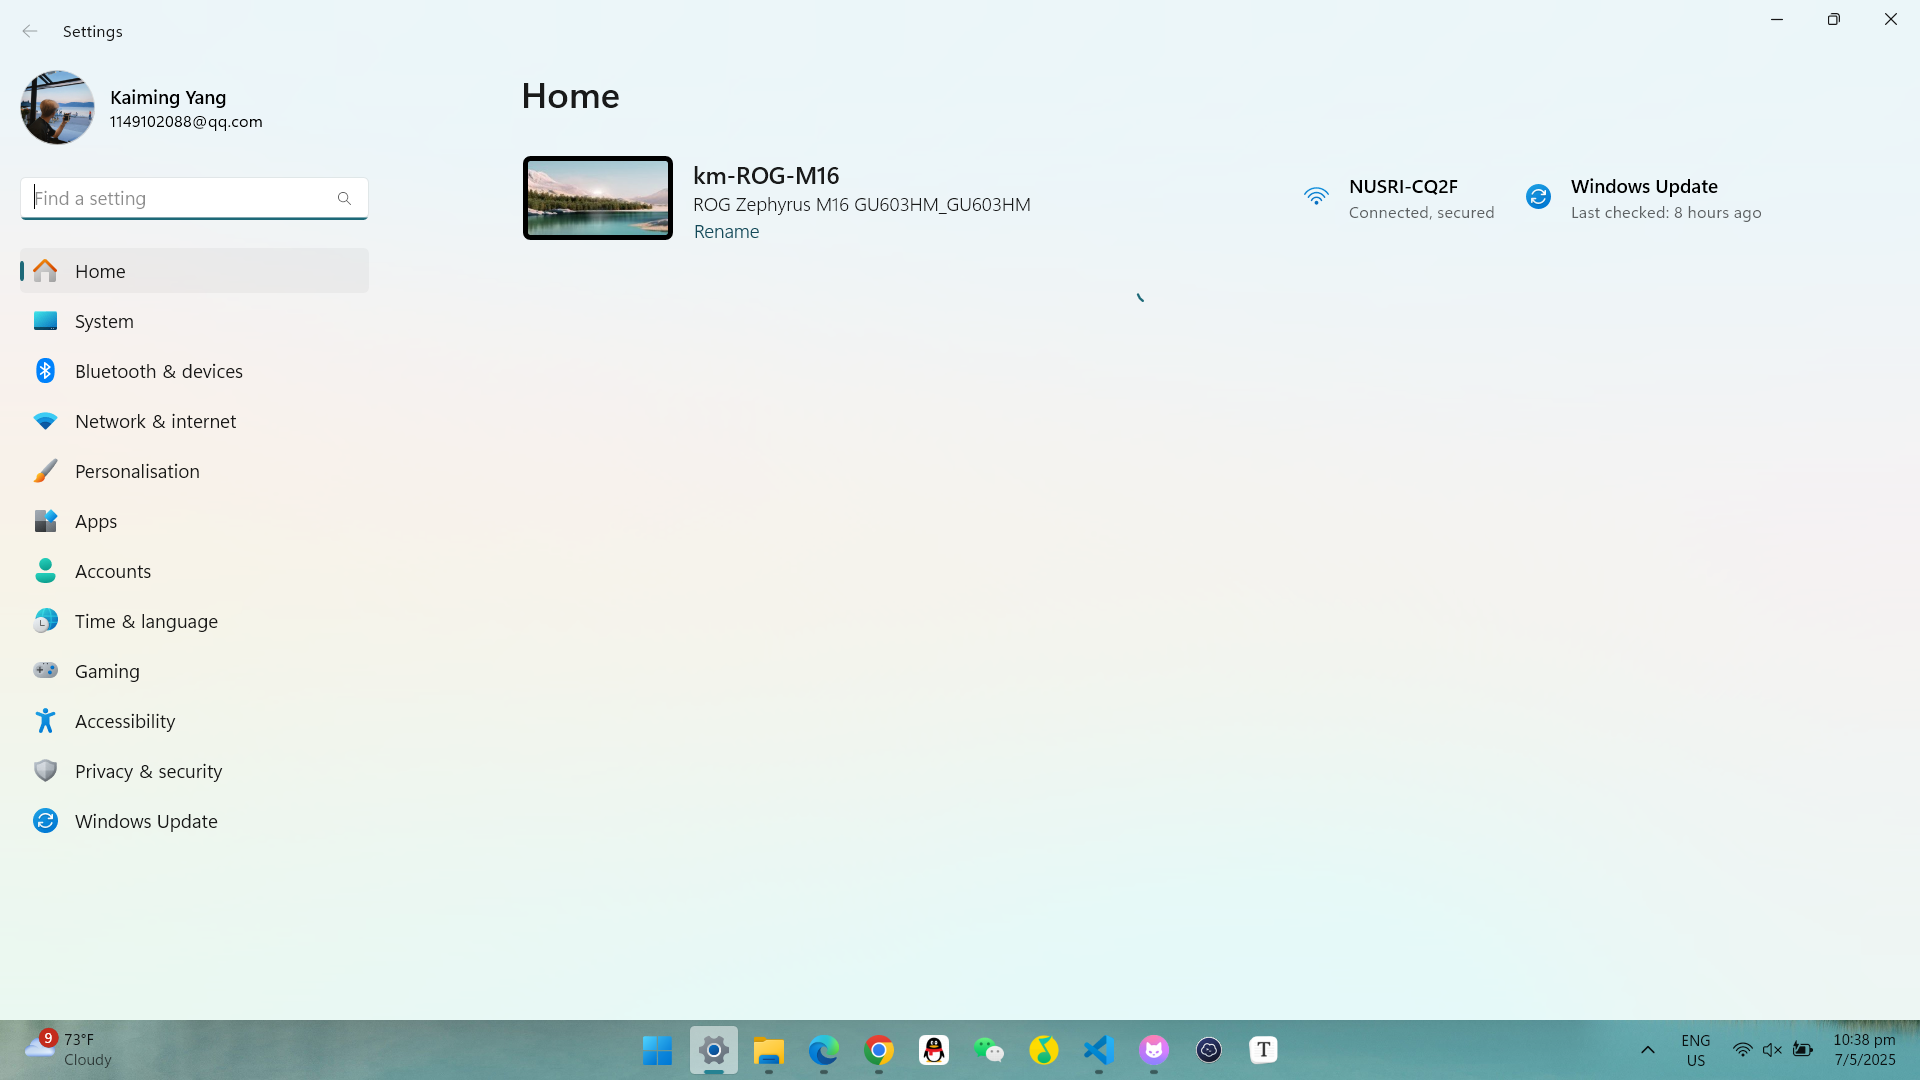 Settings
Kaiming Yang
1149102088@qq.com
Find a setting
Home
System
Bluetooth & devices
Network & internet
Personalisation
Apps
Accounts
Time & language
Gaming
Accessibility
Privacy & security
Windows Update
Home
km-ROG-M16
ROG Zephyrus M16 GU603HM_GU603HM
Rename
NUSRI-CQ2F
Connected, secured
Windows Update
Last checked: 8 hours ago
9
73°F
Cloudy
T
ENG
US
10:38 pm
7/5/2025